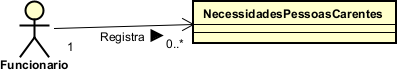 NecessidadesPessoasCarentes
Registra
1
0..*
Funcionario